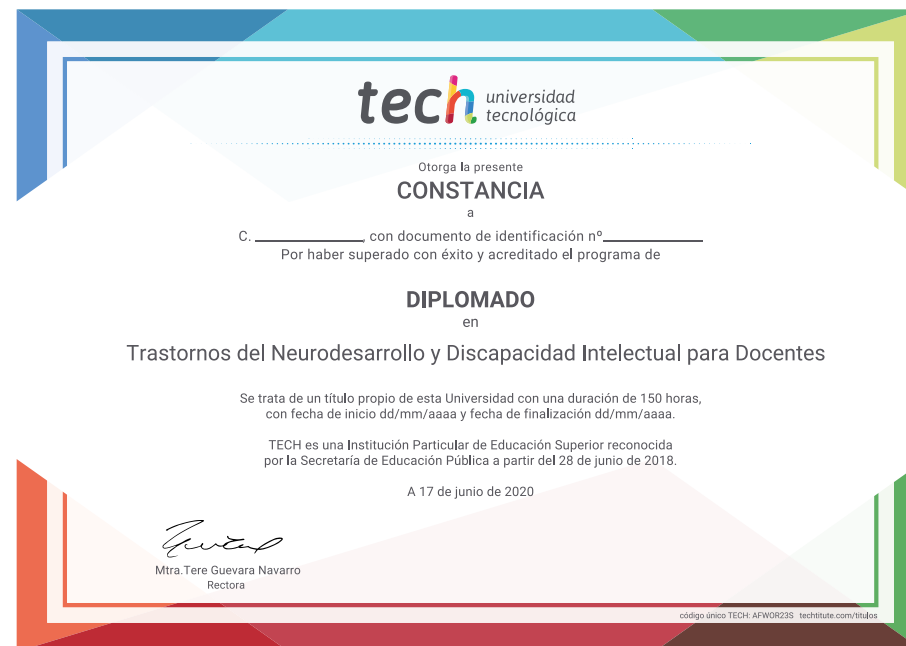 tech universidad
tecnológica
Otorga la presente
CONSTANCIA
a
C. ____________, con documento de identificación nº____________
Por haber superado con éxito y acreditado el programa de
DIPLOMADO
en
Trastornos del Neurodesarrollo y Discapacidad Intelectual para Docentes
Se trata de un título propio de esta Universidad con una duración de 150 horas,
con fecha de inicio dd/mm/aaaa y fecha de finalización dd/mm/aaaa.
TECH es una Institución Particular de Educación Superior reconocida
por la Secretaría de Educación Pública a partir del 28 de junio de 2018.
A 17 de junio de 2020
Mtra.Tere Guevara Navarro
Rectora
código único TECH: AFWOR23S techtitute.com/titulos